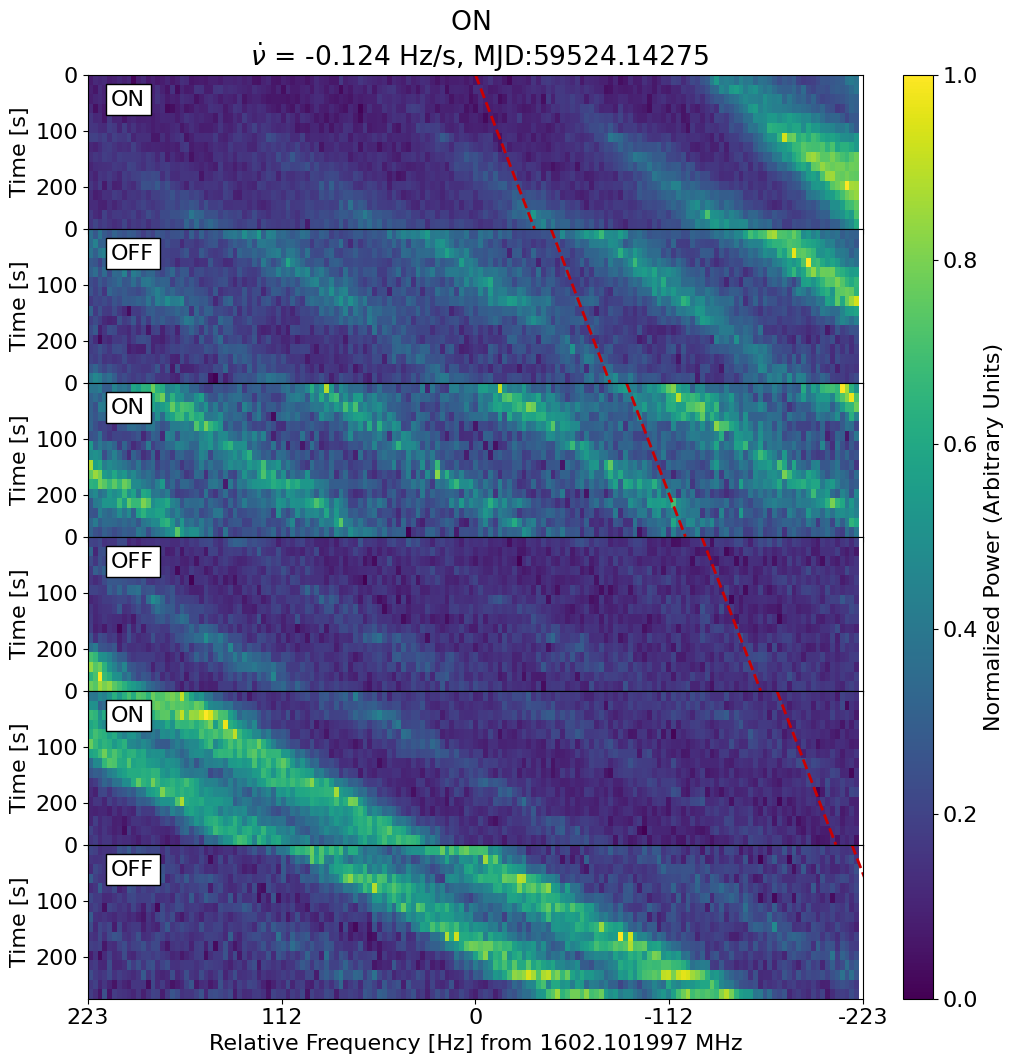 ON
ν̇ = -0.124 Hz/s, MJD:59524.14275
0
ON
100
200
Time [s]
0
OFF
100
200
Time [s]
0
ON
100
200
Time [s]
0
OFF
100
200
Time [s]
0
ON
100
200
Time [s]
0
OFF
100
200
Time [s]
223 112 0 -112 -223
Relative Frequency [Hz] from 1602.101997 MHz
1.0
0.8
0.6
0.4
0.2
0.0
Normalized Power (Arbitrary Units)